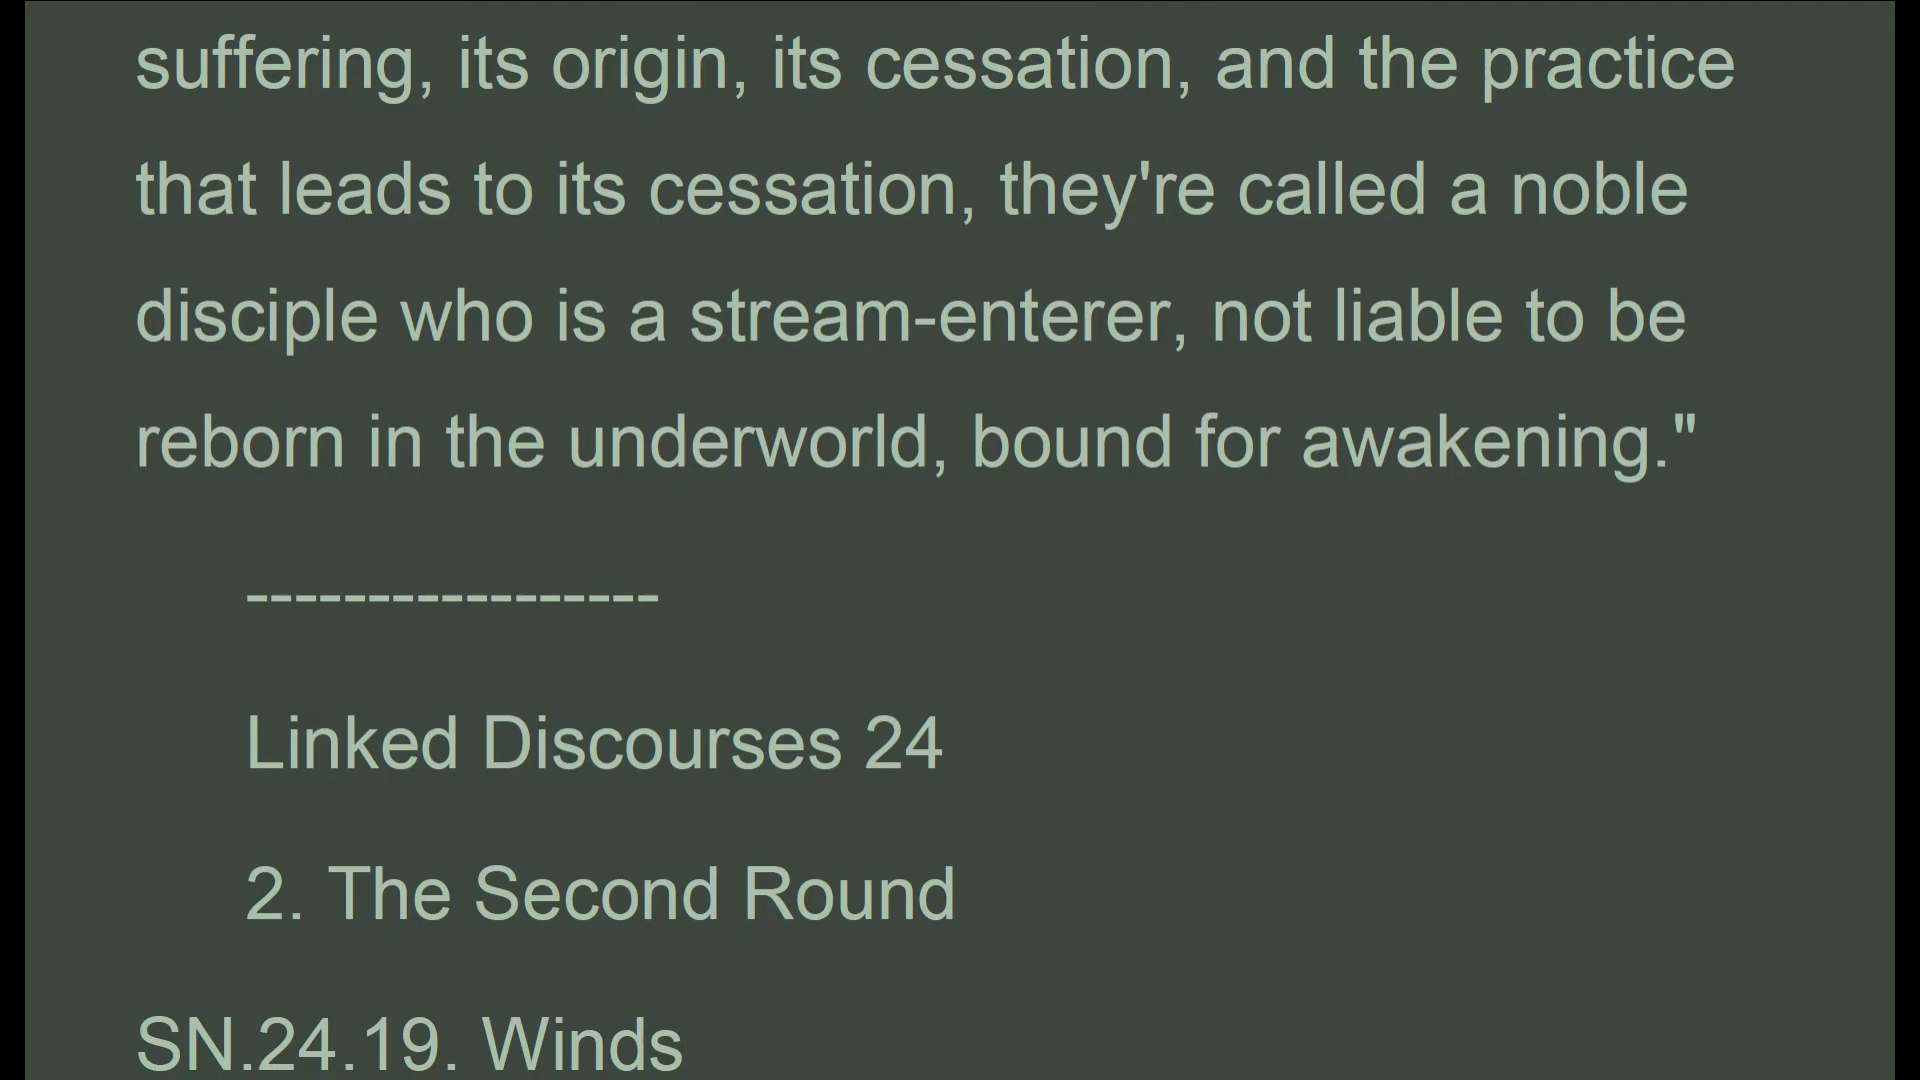 suffering, its origin, its cessation, and the practice
that leads to its cessation, they're called a noble
disciple who is a stream-enterer, not liable to be
reborn in the underworld, bound for awakening."
-----------------
Linked Discourses 24
2. The Second Round
SN.24.19. Winds